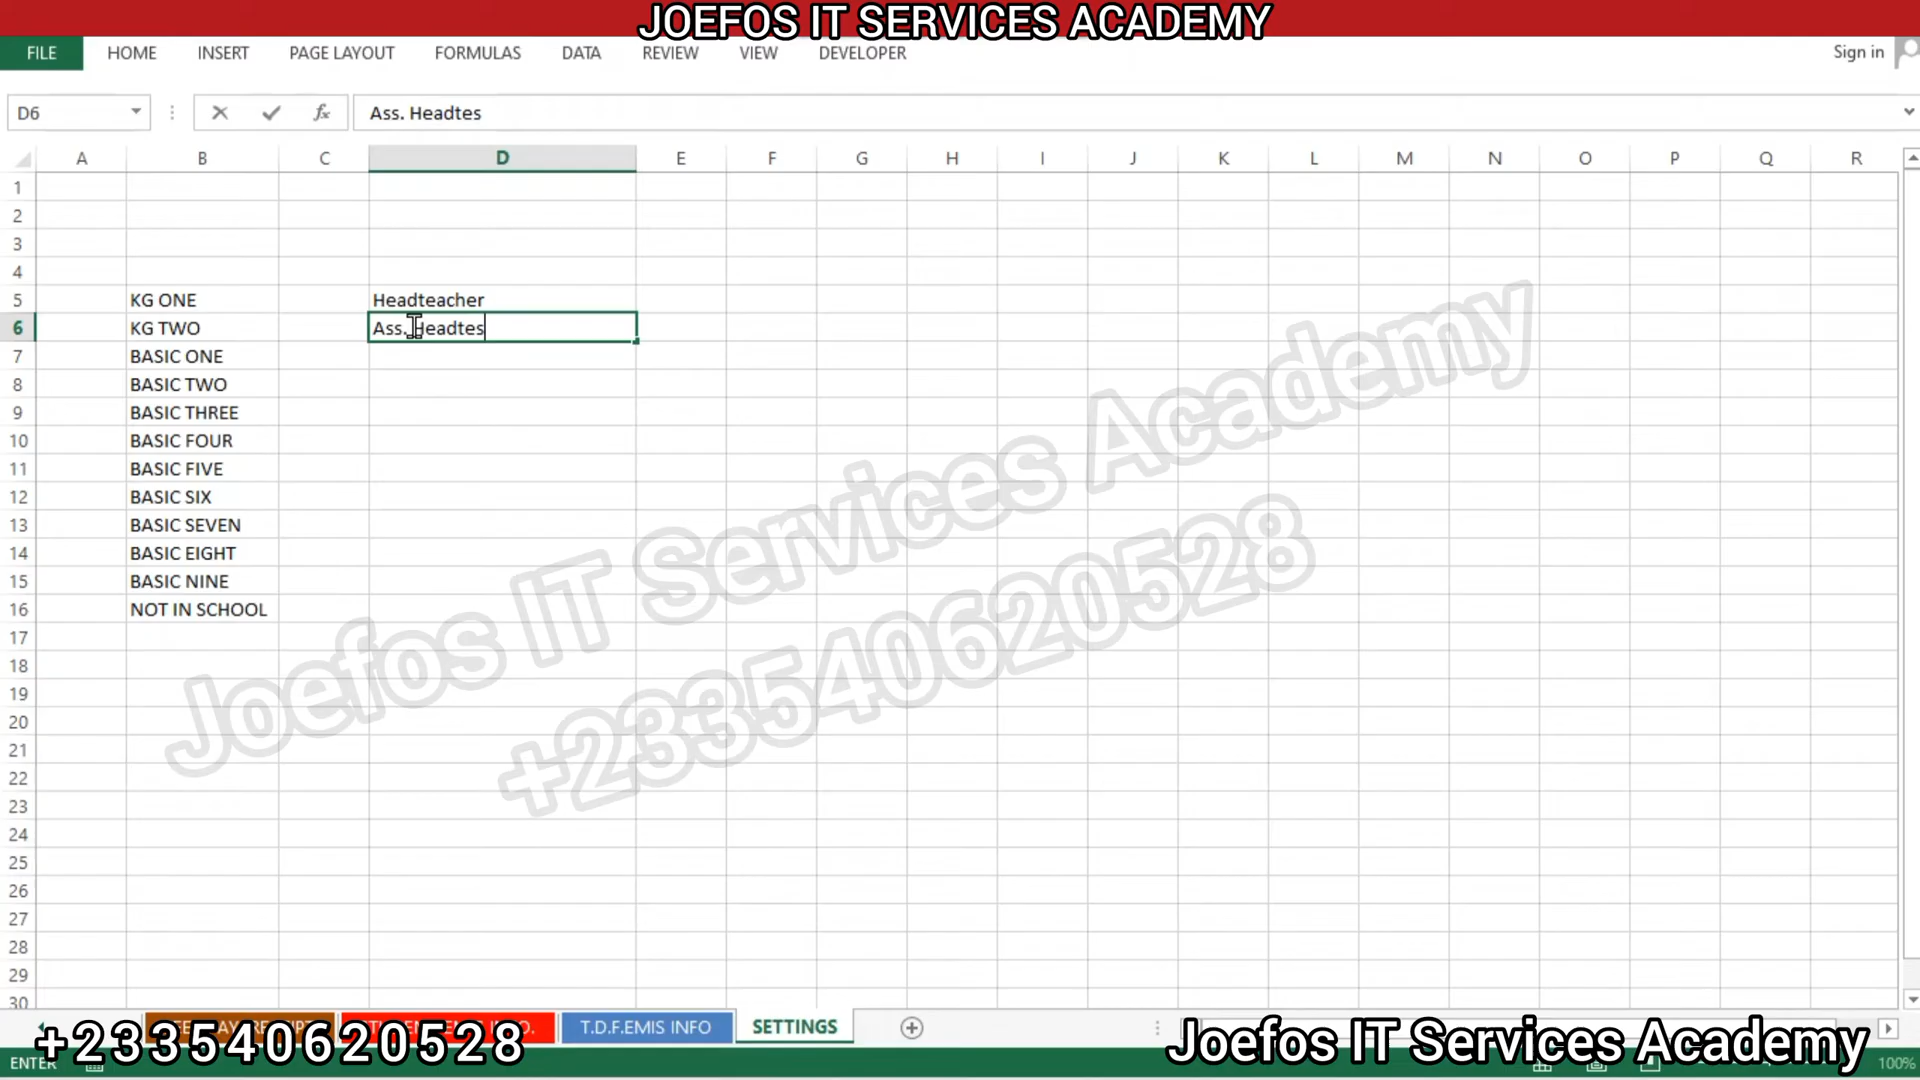 JOEFOS IT SERVICES ACADEMY
FILE HOME INSERT PAGE LAYOUT FORMULAS DATA REVIEW VIEW DEVELOPER Sign in
D6 fx Ass. Headtes
A B C D E F G H I J K L M N O P Q R
1
2
3
4
5 KG ONE Headteacher
6 KG TWO Ass. Headtes
7 BASIC ONE
8 BASIC TWO
9 BASIC THREE
10 BASIC FOUR
11 BASIC FIVE
12 BASIC SIX
13 BASIC SEVEN
14 BASIC EIGHT
15 BASIC NINE
16 NOT IN SCHOOL
17
18
19
20
21
22
23
24
25
26
27
28
29
30
Joefos IT Services Academy
+233540620528
T.D.F.EMIS INFO SETTINGS
+233540620528 Joefos IT Services Academy
ENTER 100%